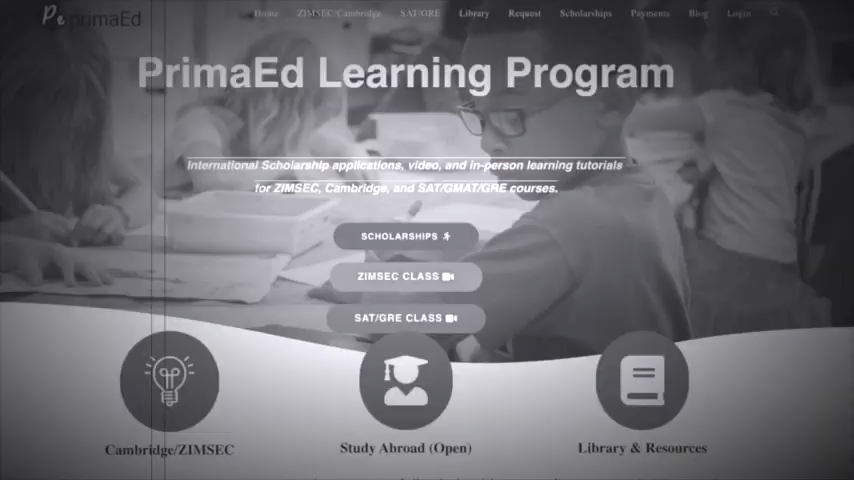 Pe primaEd
Home ZIMSEC/Cambridge SAT/GRE Library Request Scholarships Payments Blog Login
PrimaEd Learning Program
International Scholarship applications, video, and in-person learning tutorials
for ZIMSEC, Cambridge, and SAT/GMAT/GRE courses.
SCHOLARSHIPS
ZIMSEC CLASS
SAT/GRE CLASS
Cambridge/ZIMSEC
Study Abroad (Open)
Library & Resources